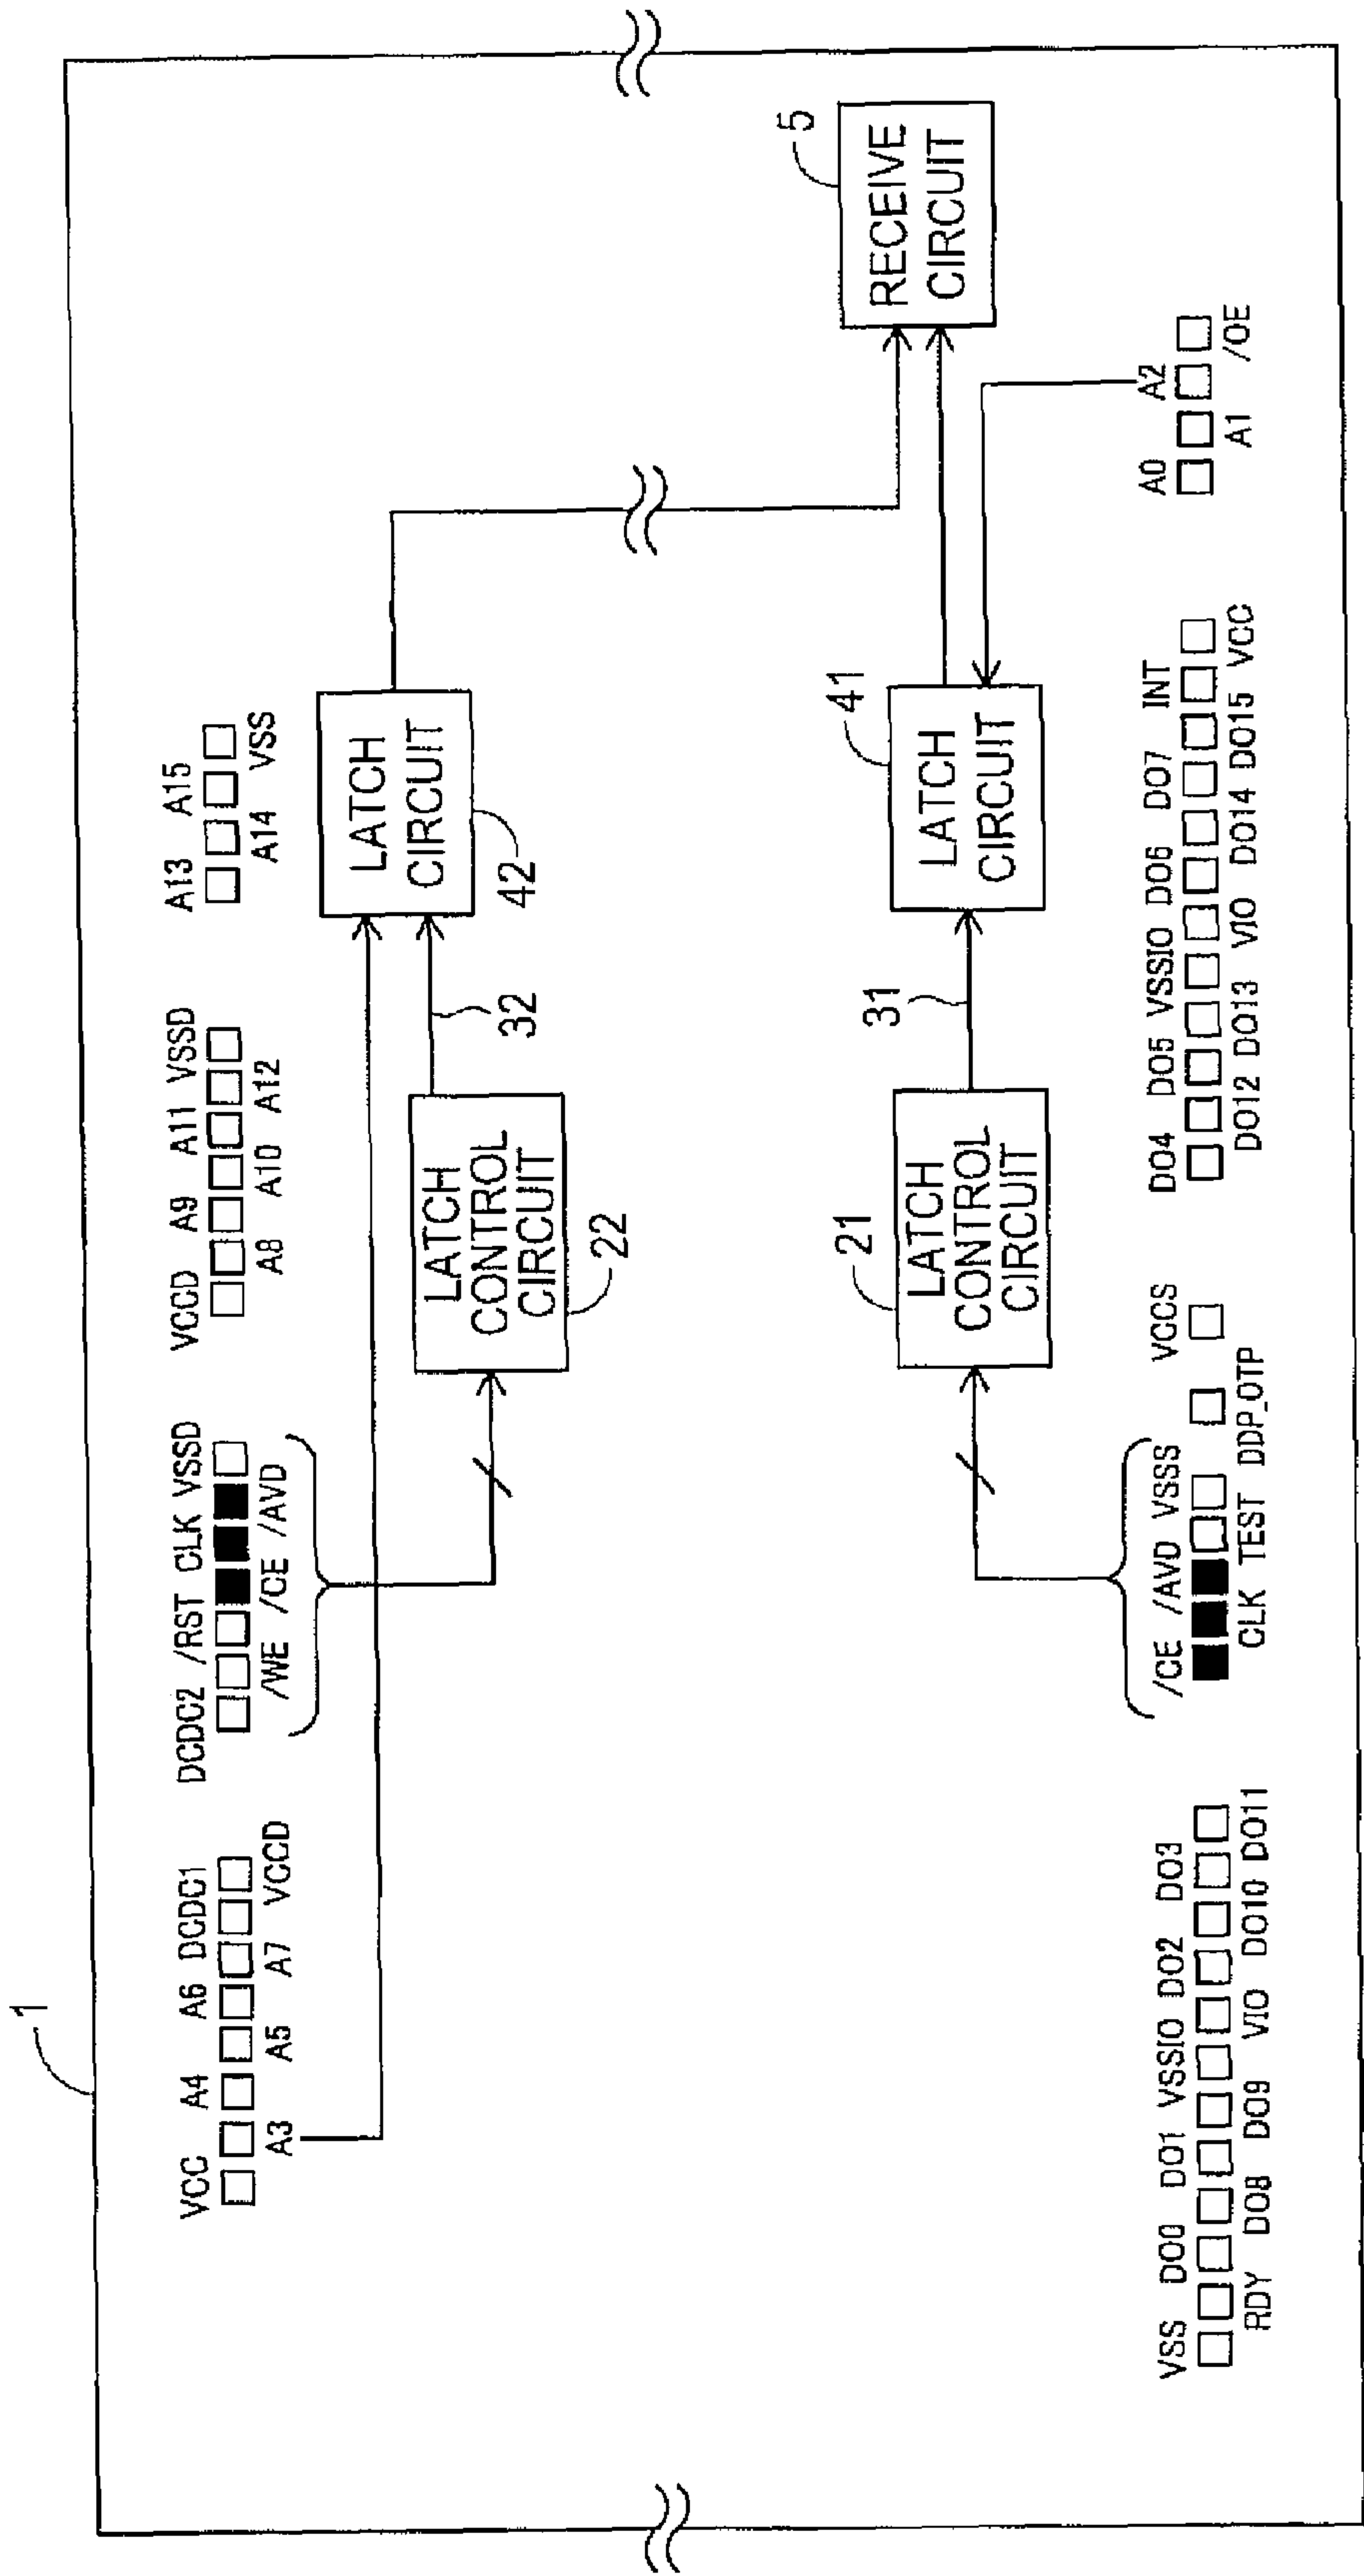 1
VCC A4 A6 DCDC1
A3 A5 A7 VCCD
DCDC2 /RST CLK VSSD
/WE /CE /AVD
VCCD A9 A11 VSSD
A8 A10 A12
A13 A15
A14 VSS
LATCH
CIRCUIT
42
LATCH
CONTROL
CIRCUIT
22
32
RECEIVE
CIRCUIT
5
LATCH
CIRCUIT
41
LATCH
CONTROL
CIRCUIT
21
31
VSS DO0 DO1 VSSIO DO2 DO3
RDY DO8 DO9 VIO DO10 DO11
/CE /AVD VSSS VCCS
CLK TEST DDP_OTP
DO4 DO5 VSSIO DO6 DO7 INT
DO12 DO13 VIO DO14 DO15 VCC
A0 A2
A1 /OE